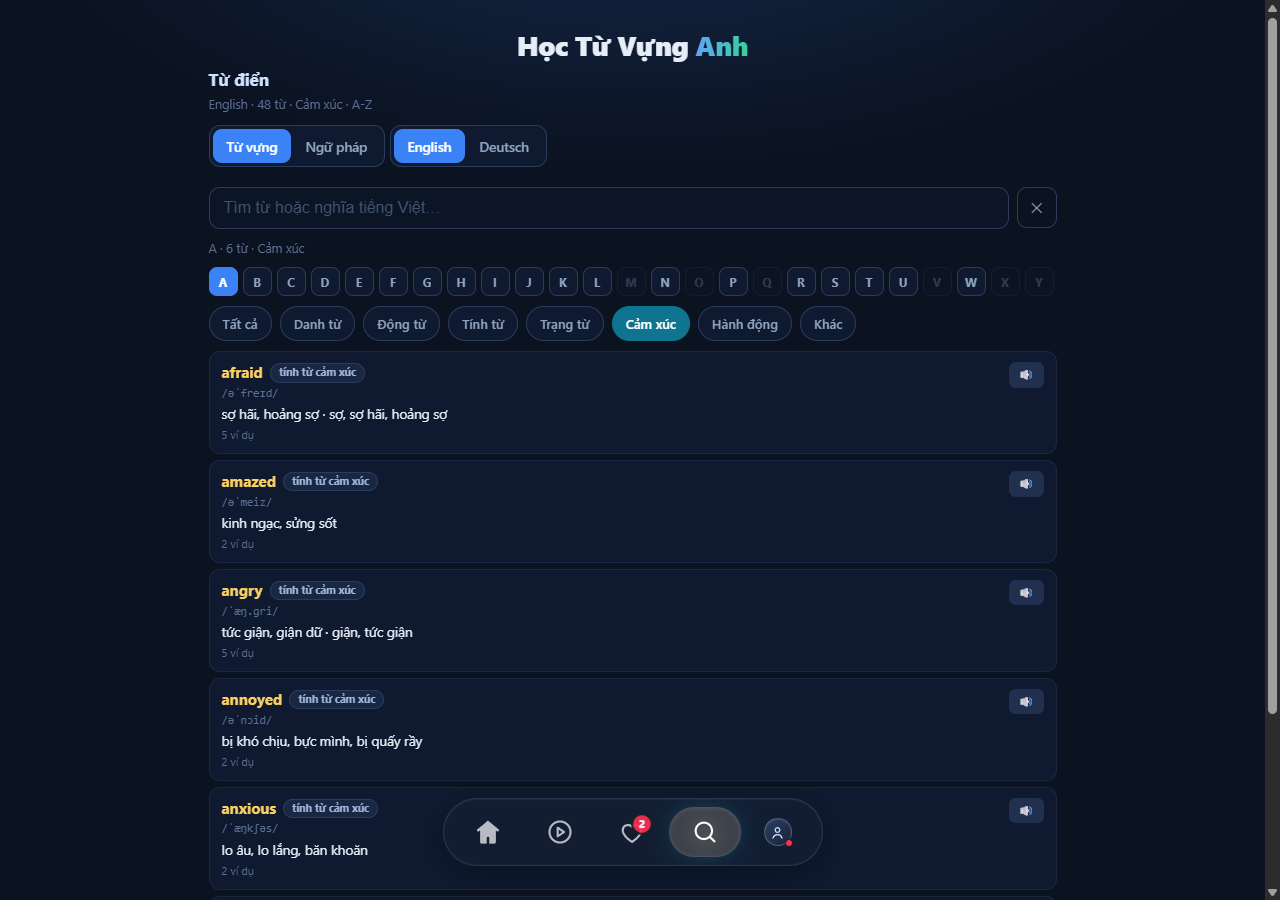 Học Từ Vựng Anh
Từ điển
English · 48 từ · Cảm xúc · A-Z
Từ vựng Ngữ pháp English Deutsch
Tìm từ hoặc nghĩa tiếng Việt...
A · 6 từ · Cảm xúc
A B C D E F G H I J K L M N O P Q R S T U V W X Y
Tất cả Danh từ Động từ Tính từ Trạng từ Cảm xúc Hành động Khác
afraid tính từ cảm xúc
/əˈfreɪd/
sợ hãi, hoảng sợ · sợ, sợ hãi, hoảng sợ
5 ví dụ
amazed tính từ cảm xúc
/əˈmeiz/
kinh ngạc, sửng sốt
2 ví dụ
angry tính từ cảm xúc
/ˈæŋ.ɡri/
tức giận, giận dữ · giận, tức giận
5 ví dụ
annoyed tính từ cảm xúc
/əˈnɔid/
bị khó chịu, bực mình, bị quấy rầy
2 ví dụ
anxious tính từ cảm xúc
/ˈæŋkʃəs/
lo âu, lo lắng, băn khoăn
2 ví dụ
2